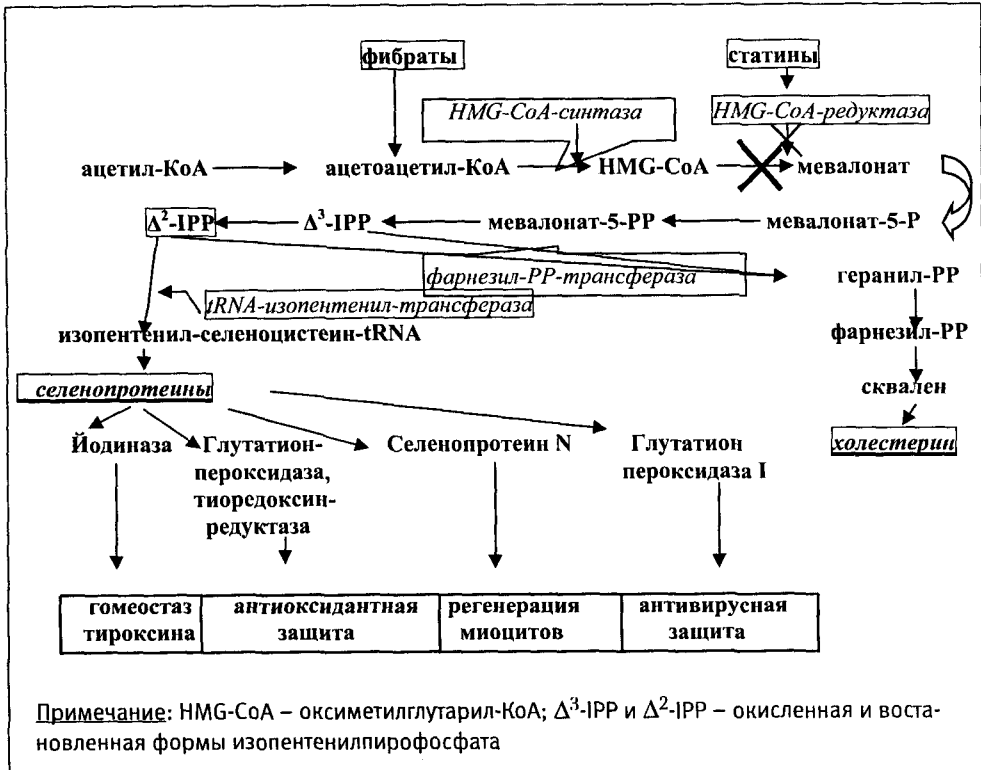 фибраты статины
HMG-CoA-синтаза HMG-CoA-редуктаза
ацетил-КоА ацетоацетил-КоА HMG-CoA мевалонат
Δ²-IPP Δ³-IPP мевалонат-5-PP мевалонат-5-P
фарнезил-PP-трансфераза геранил-PP
tRNA-изопентенил-трансфераза
изопентенил-селеноцистеин-tRNA фарнезил-PP
селенопротеины сквален
Йодиназа Глутатион- Селенопротеин N Глутатион холестерин
пероксидаза, пероксидаза I
тиоредоксин-
редуктаза
гомеостаз антиоксидантная регенерация антивирусная
тироксина защита миоцитов защита
Примечание: HMG-CoA – оксиметилглутарил-КоА; Δ³-IPP и Δ²-IPP – окисленная и воста-
новленная формы изопентенилпирофосфата